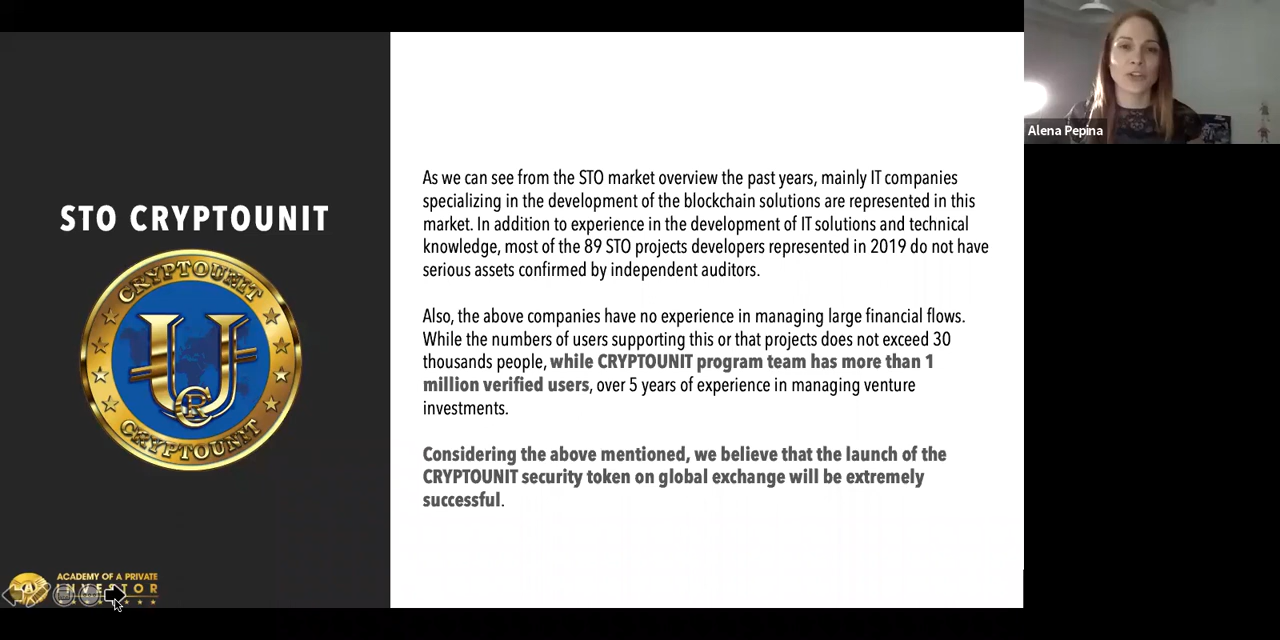 STO CRYPTOUNIT
CRYPTOUNIT
U
CR
CRYPTOUNIT
ACADEMY OF A PRIVATE
INVESTOR
As we can see from the STO market overview the past years, mainly IT companies
specializing in the development of the blockchain solutions are represented in this
market. In addition to experience in the development of IT solutions and technical
knowledge, most of the 89 STO projects developers represented in 2019 do not have
serious assets confirmed by independent auditors.
Also, the above companies have no experience in managing large financial flows.
While the numbers of users supporting this or that projects does not exceed 30
thousands people, while CRYPTOUNIT program team has more than 1
million verified users, over 5 years of experience in managing venture
investments.
Considering the above mentioned, we believe that the launch of the
CRYPTOUNIT security token on global exchange will be extremely
successful.
Alena Pepina